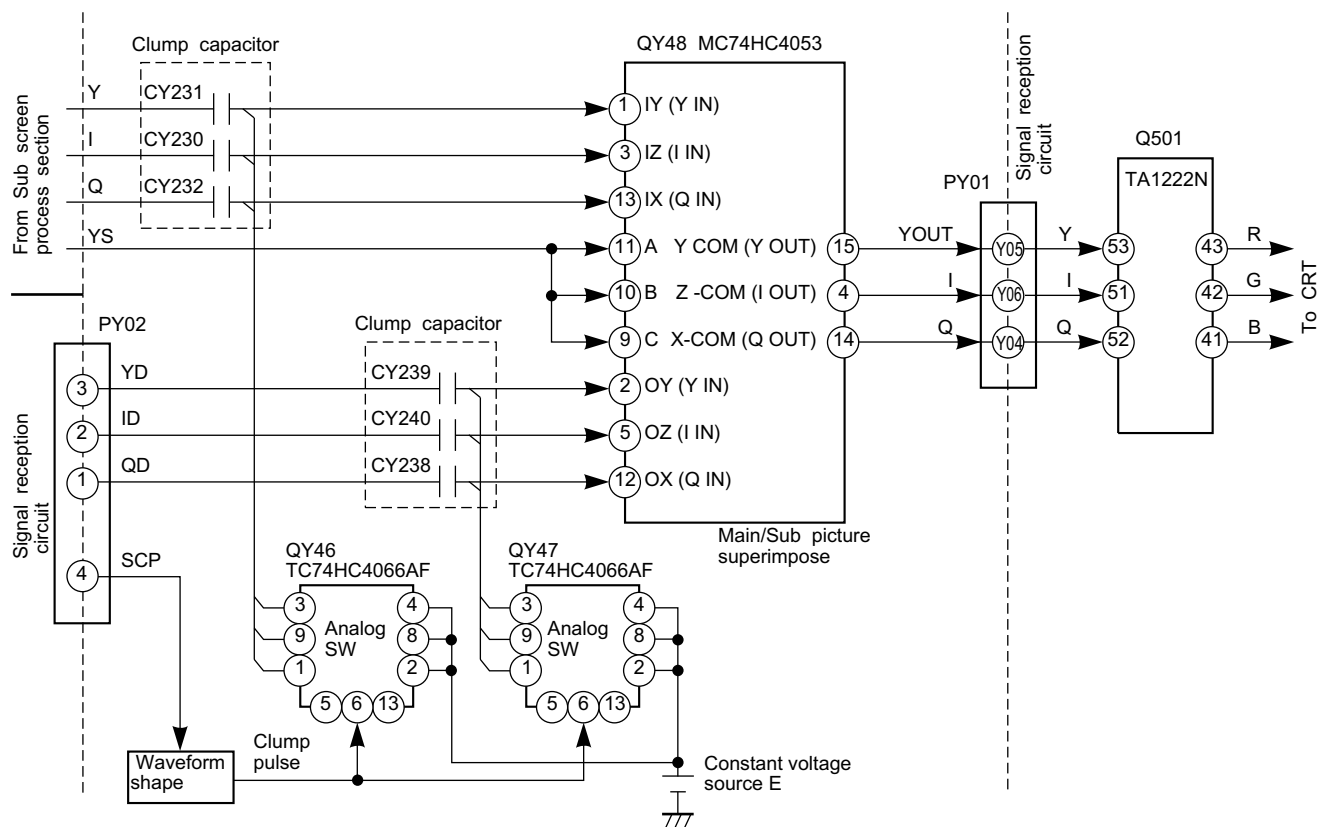 From Sub screen
process section
Clump capacitor
Y
CY231
I
CY230
Q
CY232
YS
QY48 MC74HC4053
1 IY (Y IN)
3 IZ (I IN)
13 IX (Q IN)
11 A Y COM (Y OUT) 15
10 B Z -COM (I OUT) 4
9 C X-COM (Q OUT) 14
2 OY (Y IN)
5 OZ (I IN)
12 OX (Q IN)
Main/Sub picture
superimpose
YOUT
I
Q
PY01
Y05
Y06
Y04
Signal reception
circuit
Y
I
Q
Q501
TA1222N
53 43
51 42
52 41
R
G
B
To CRT
PY02
Signal reception
circuit
3 YD
2 ID
1 QD
4 SCP
Clump capacitor
CY239
CY240
CY238
QY46
TC74HC4066AF
3 4
9 Analog 8
SW
1 2
5 6 13
QY47
TC74HC4066AF
3 4
9 Analog 8
SW
1 2
5 6 13
Waveform
shape
Clump
pulse
Constant voltage
source E